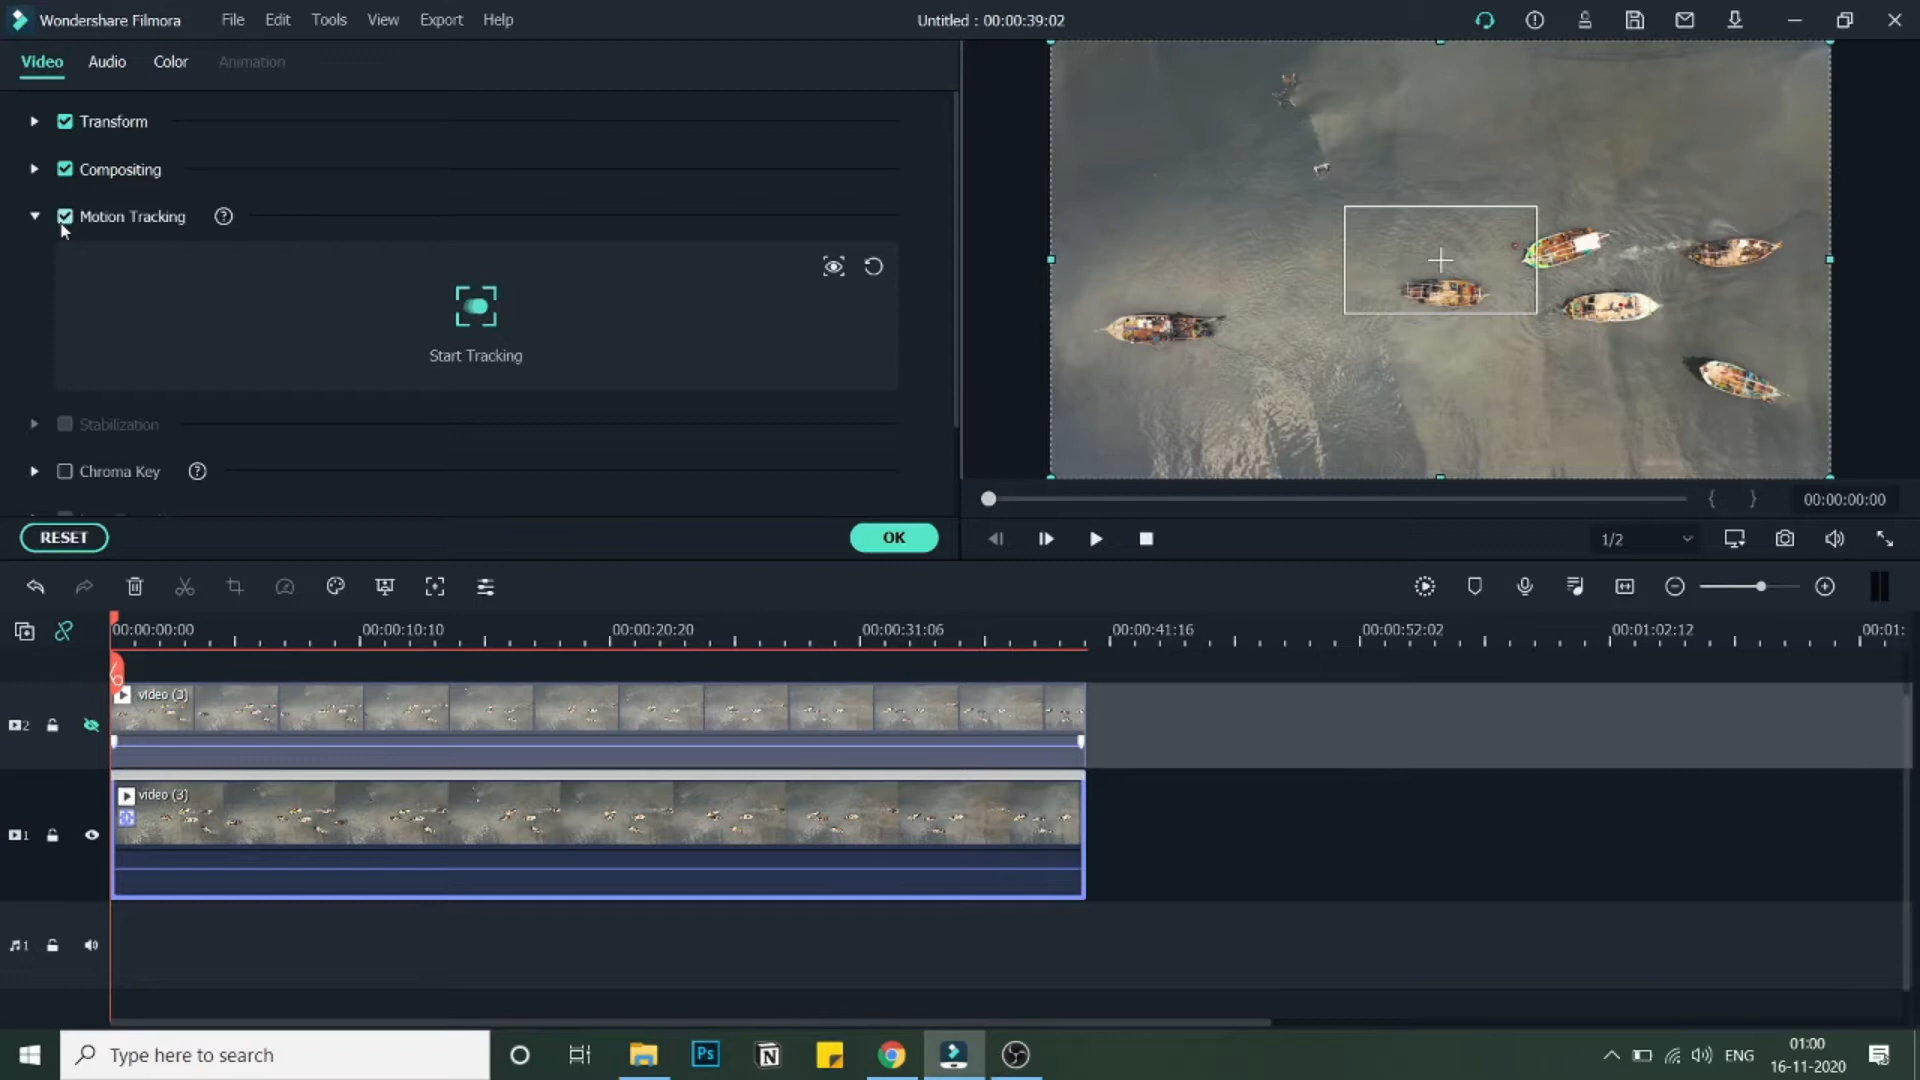 Wondershare Filmora File Edit Tools View Export Help Untitled : 00:00:39:02
Video Audio Color Animation
Transform
Compositing
Motion Tracking
Start Tracking
Stabilization
Chroma Key
RESET OK
00:00:00:00
1/2
00:00:00:00 00:00:10:10 00:00:20:20 00:00:31:06 00:00:41:16 00:00:52:02 00:01:02:12 00:01:
video (3)
2
video (3)
1
1
Type here to search
Ps
ENG
01:00
16-11-2020